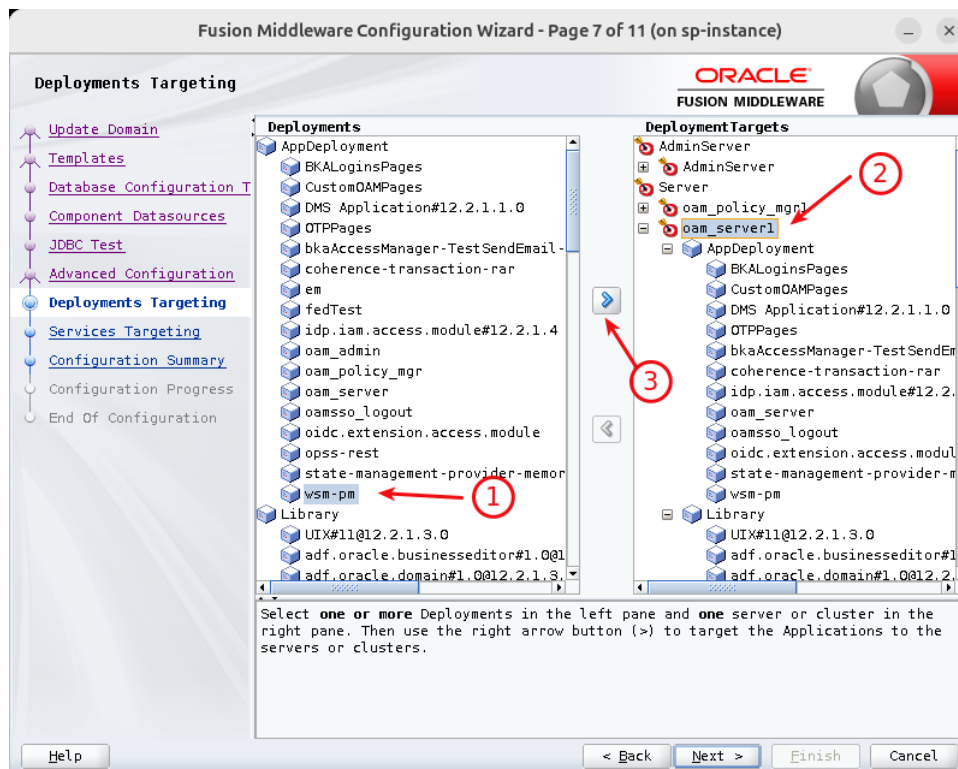 Fusion Middleware Configuration Wizard - Page 7 of 11 (on sp-instance)
Deployments Targeting
ORACLE
FUSION MIDDLEWARE
Update Domain
Templates
Database Configuration T
Component Datasources
JDBC Test
Advanced Configuration
Deployments Targeting
Services Targeting
Configuration Summary
Configuration Progress
End Of Configuration
Deployments
AppDeployment
BKALoginsPages
CustomOAMPages
DMS Application#12.2.1.1.0
OTPPages
bkaAccessManager-TestSendEmail-
coherence-transaction-rar
em
fedTest
idp.iam.access.module#12.2.1.4
oam_admin
oam_policy_mgr
oam_server
oamsso_logout
oidc.extension.access.module
opss-rest
state-management-provider-memor
wsm-pm
Library
UIX#11@12.2.1.3.0
adf.oracle.businesseditor#1.0@1
adf.oracle.domain#1.0@12.2.1.3.
1
3
DeploymentTargets
AdminServer
AdminServer
Server
oam_policy_mgr1
oam_server1
AppDeployment
BKALoginsPages
CustomOAMPages
DMS Application#12.2.1.1.0
OTPPages
bkaAccessManager-TestSendEm
coherence-transaction-rar
idp.iam.access.module#12.2.
oam_server
oamsso_logout
oidc.extension.access.modul
state-management-provider-m
wsm-pm
Library
UIX#11@12.2.1.3.0
adf.oracle.businesseditor#1
adf.oracle.domain#1.0@12.2.
2
Select one or more Deployments in the left pane and one server or cluster in the
right pane. Then use the right arrow button (>) to target the Applications to the
servers or clusters.
Help
< Back
Next >
Finish
Cancel